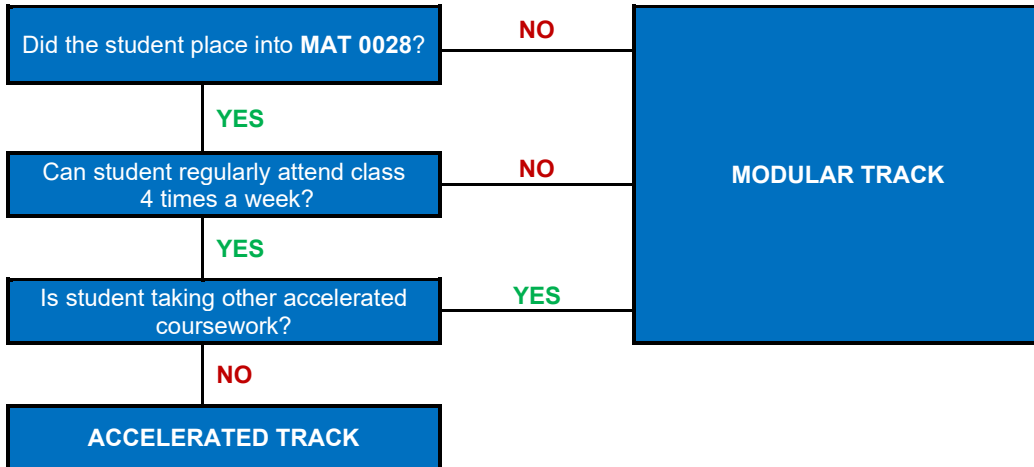 Did the student place into MAT 0028?
NO
YES
Can student regularly attend class
4 times a week?
NO
MODULAR TRACK
YES
Is student taking other accelerated
coursework?
YES
NO
ACCELERATED TRACK